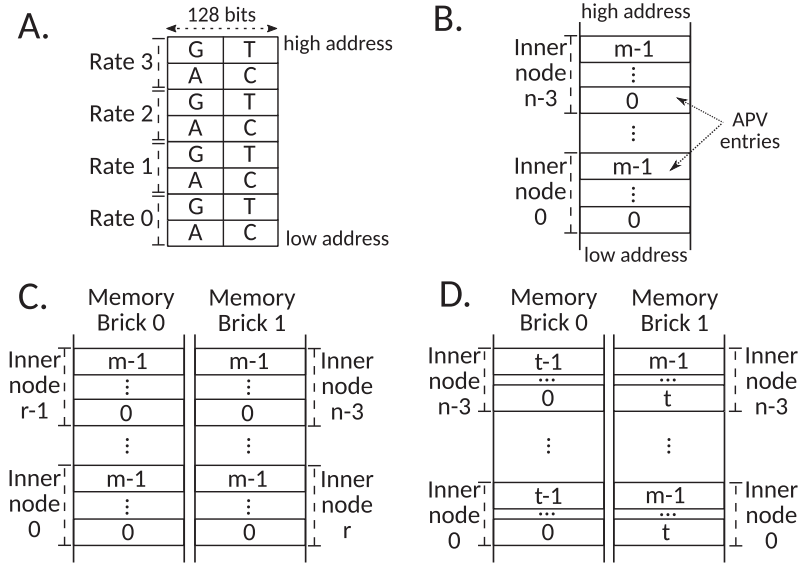 A.
128 bits
high address
Rate 3
G T
A C
Rate 2
G T
A C
Rate 1
G T
A C
Rate 0
G T
A C
low address
B.
high address
Inner
node
n-3
m-1
⋮
0
⋮
APV
entries
Inner
node
0
m-1
⋮
0
low address
C.
Memory
Brick 0
Memory
Brick 1
Inner
node
r-1
m-1
⋮
0
m-1
⋮
0
Inner
node
n-3
⋮
⋮
Inner
node
0
m-1
⋮
0
m-1
⋮
0
Inner
node
r
D.
Memory
Brick 0
Memory
Brick 1
Inner
node
n-3
t-1
...
0
m-1
...
t
Inner
node
n-3
⋮
⋮
Inner
node
0
t-1
...
0
m-1
...
t
Inner
node
0